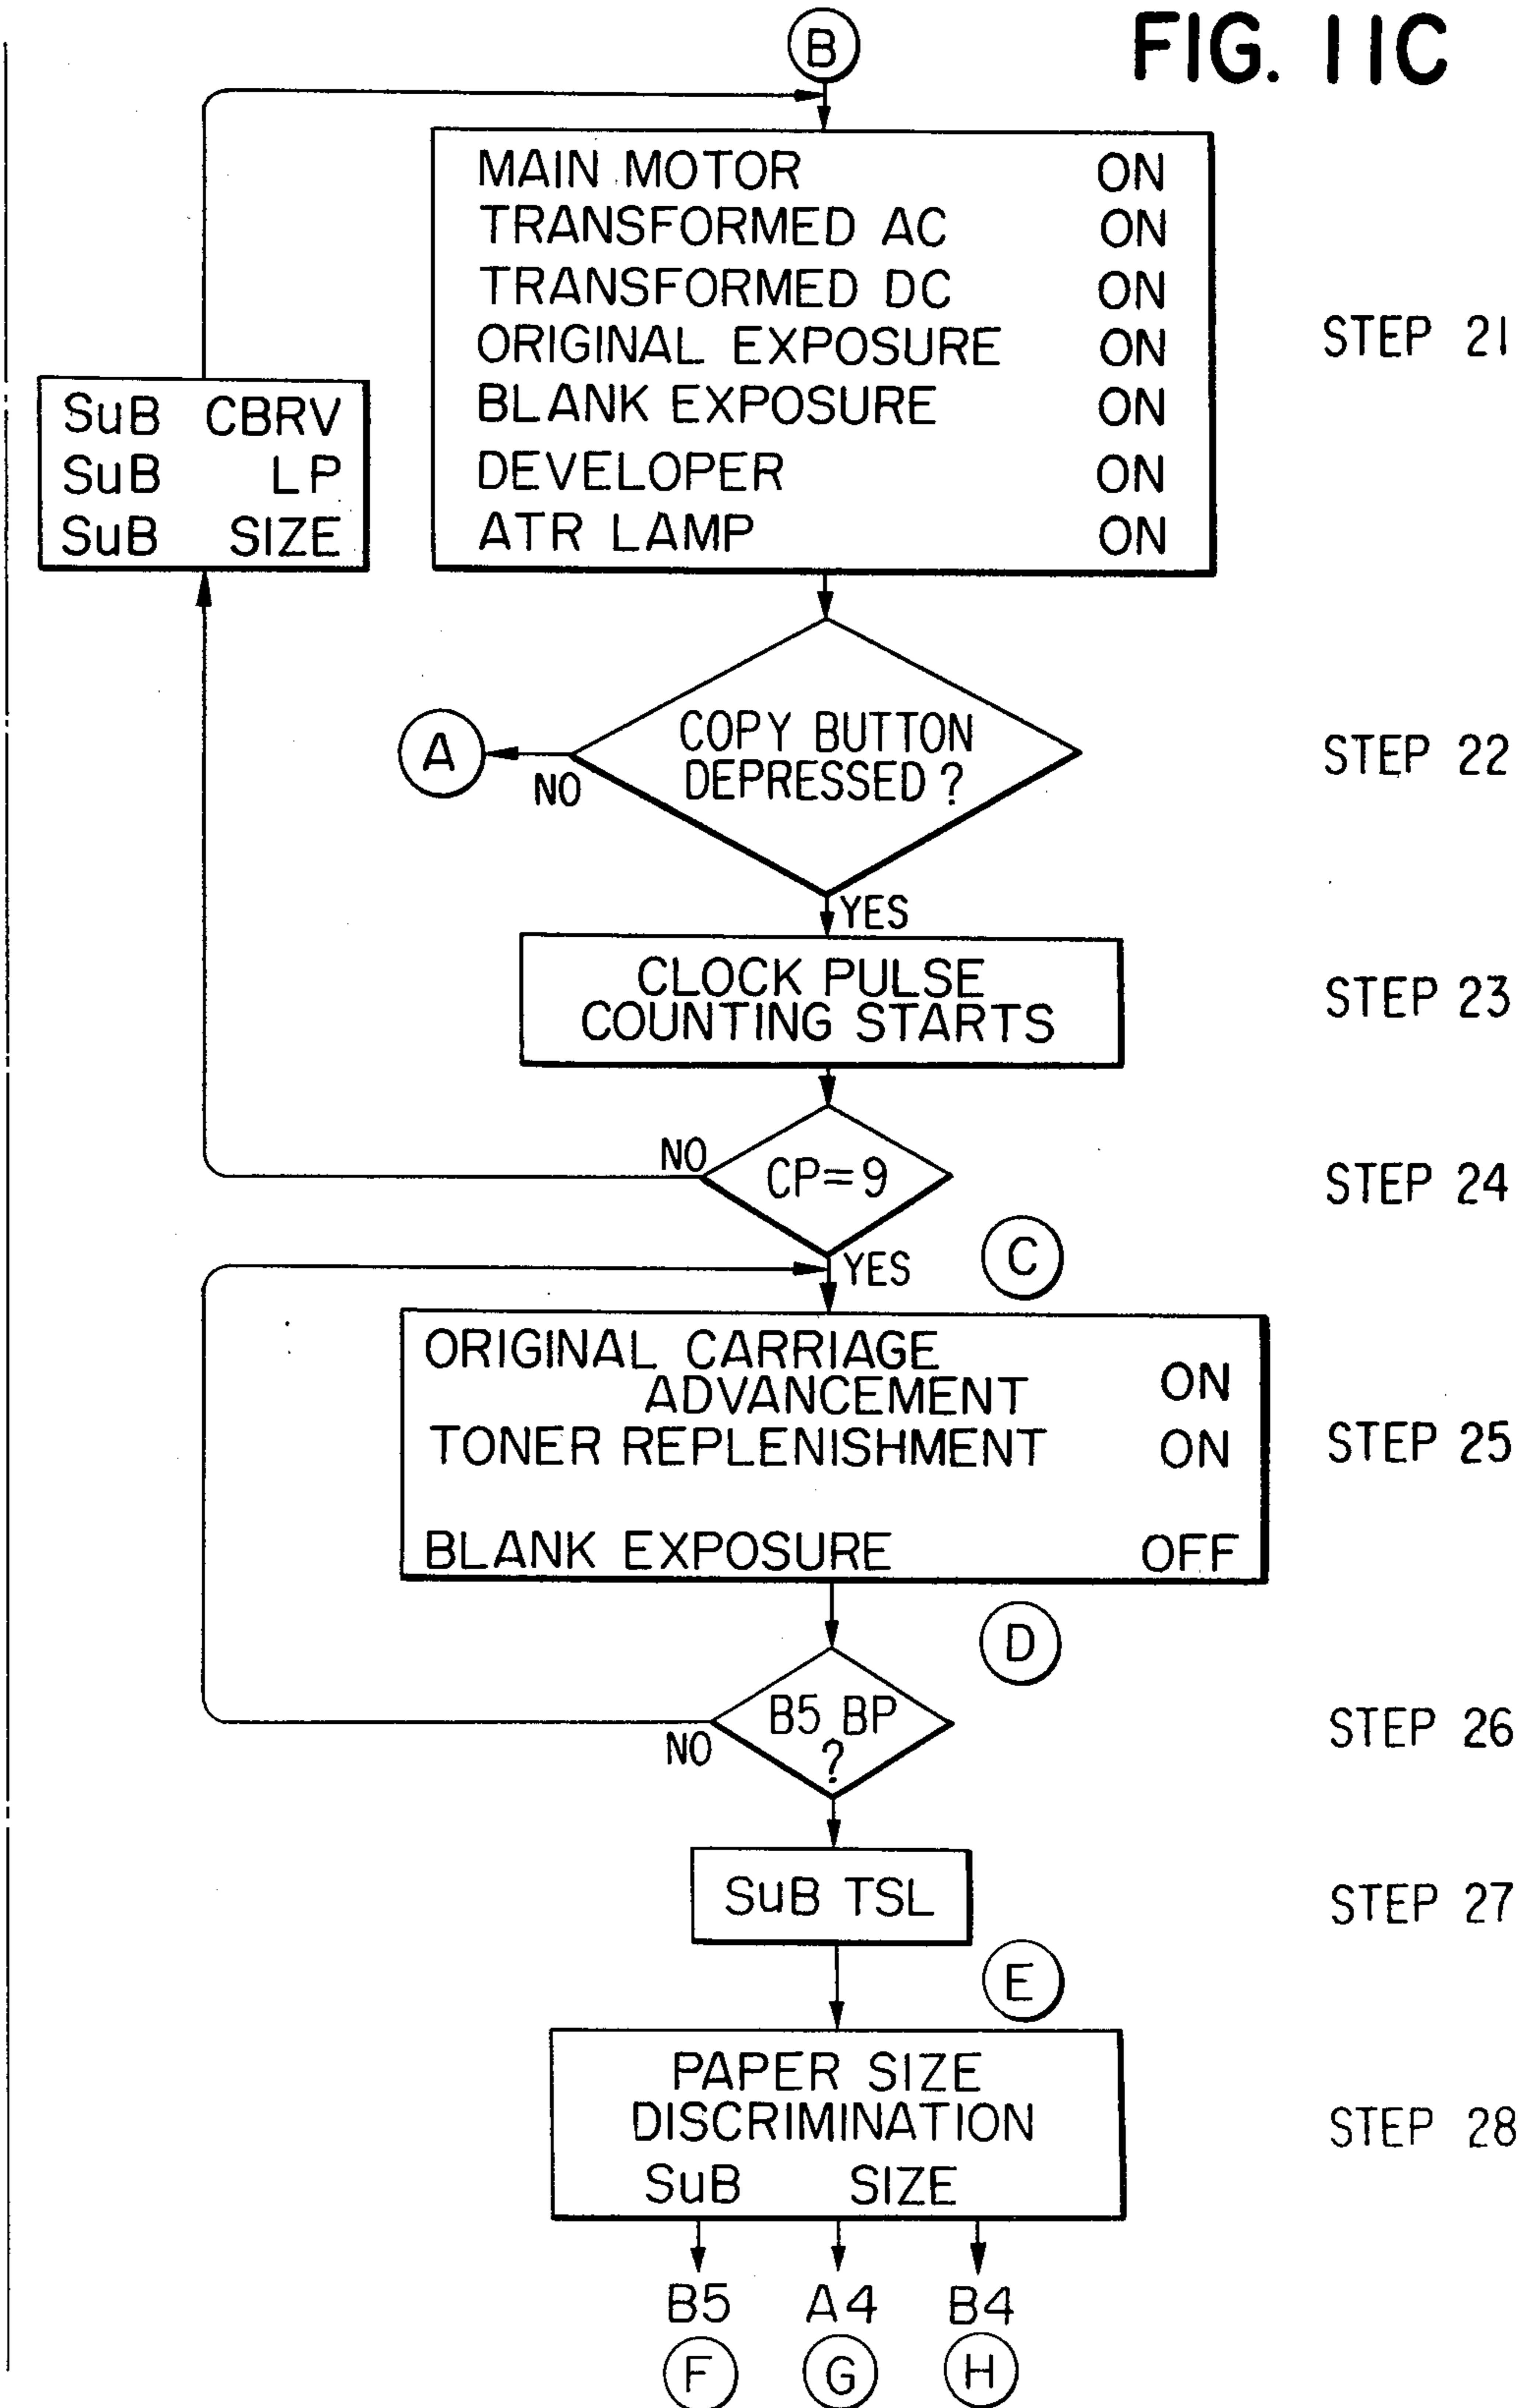 FIG. 11C
B
MAIN MOTOR ON
TRANSFORMED AC ON
TRANSFORMED DC ON
ORIGINAL EXPOSURE ON
BLANK EXPOSURE ON
DEVELOPER ON
ATR LAMP ON
STEP 21
SuB CBRV
SuB LP
SuB SIZE
COPY BUTTON
DEPRESSED ?
A
NO
STEP 22
YES
CLOCK PULSE
COUNTING STARTS
STEP 23
NO
CP=9
STEP 24
YES
C
ORIGINAL CARRIAGE
ADVANCEMENT ON
TONER REPLENISHMENT ON
BLANK EXPOSURE OFF
STEP 25
D
B5 BP
?
NO
STEP 26
SuB TSL
STEP 27
E
PAPER SIZE
DISCRIMINATION
SuB SIZE
STEP 28
B5 A4 B4
F G H